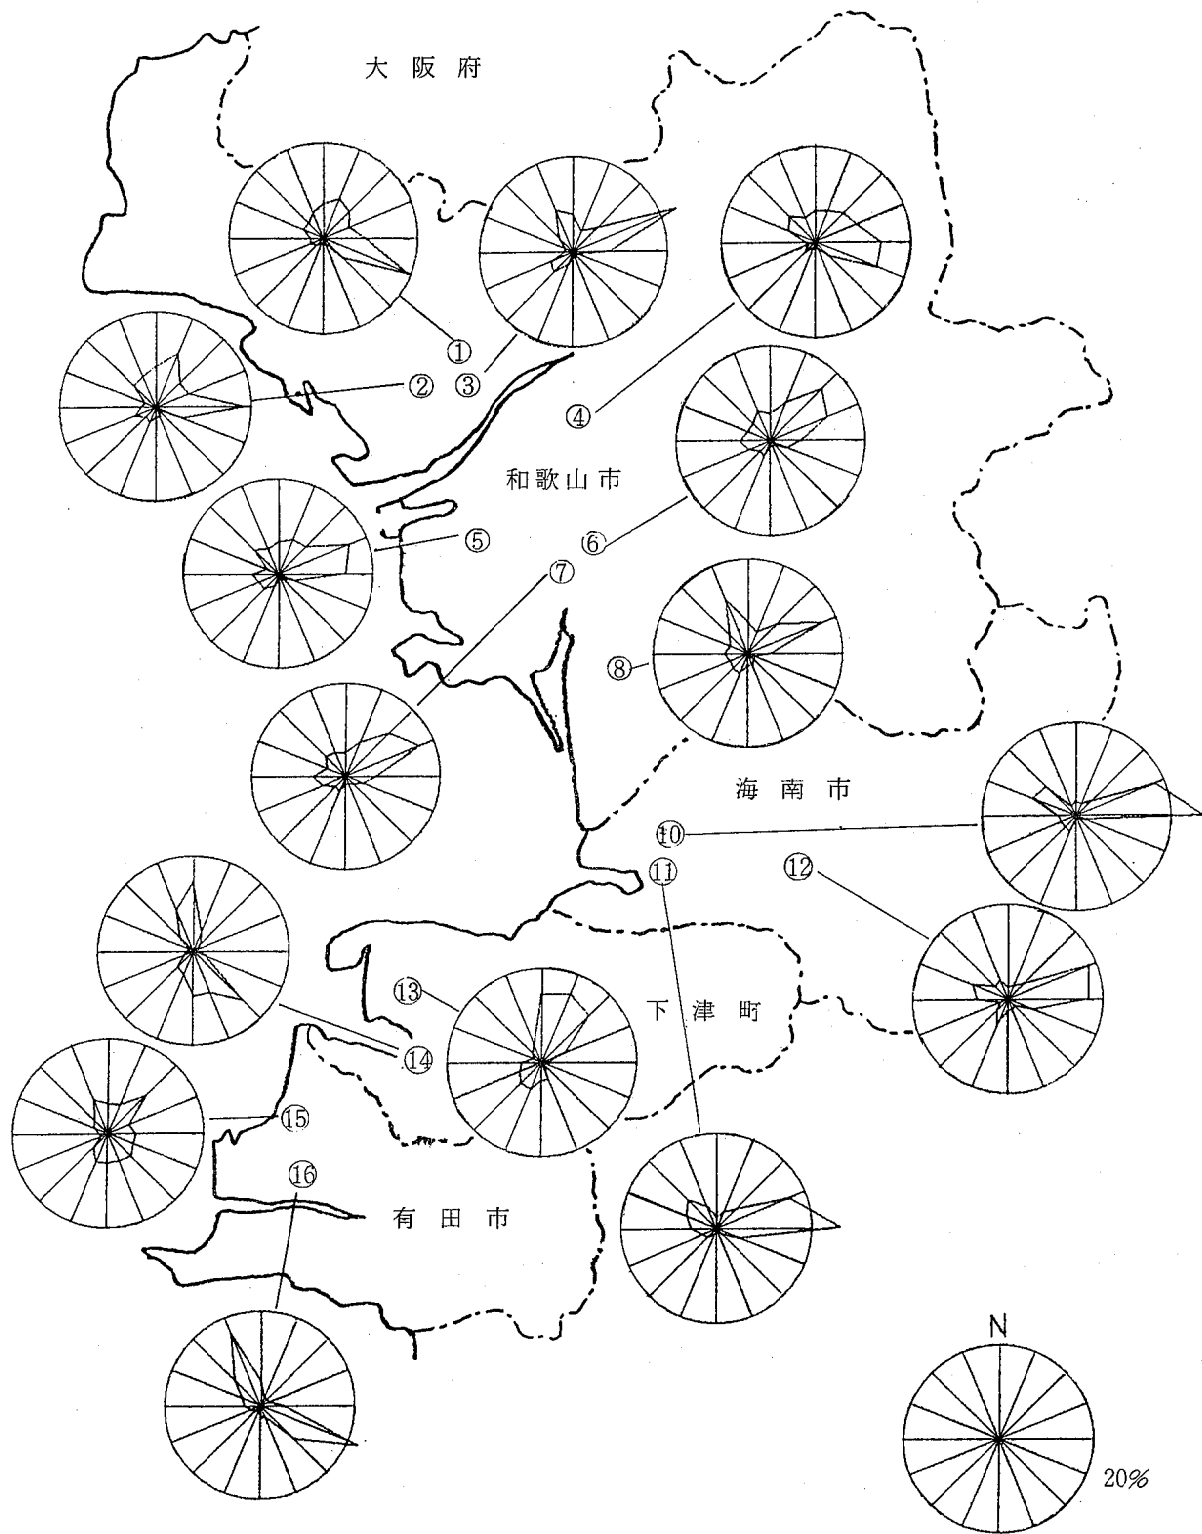 大阪府
①
②
③
④
和歌山市
⑤
⑥
⑦
⑧
海南市
⑩
⑪
⑫
⑬
下津町
⑭
⑮
⑯
有田市
N
20%